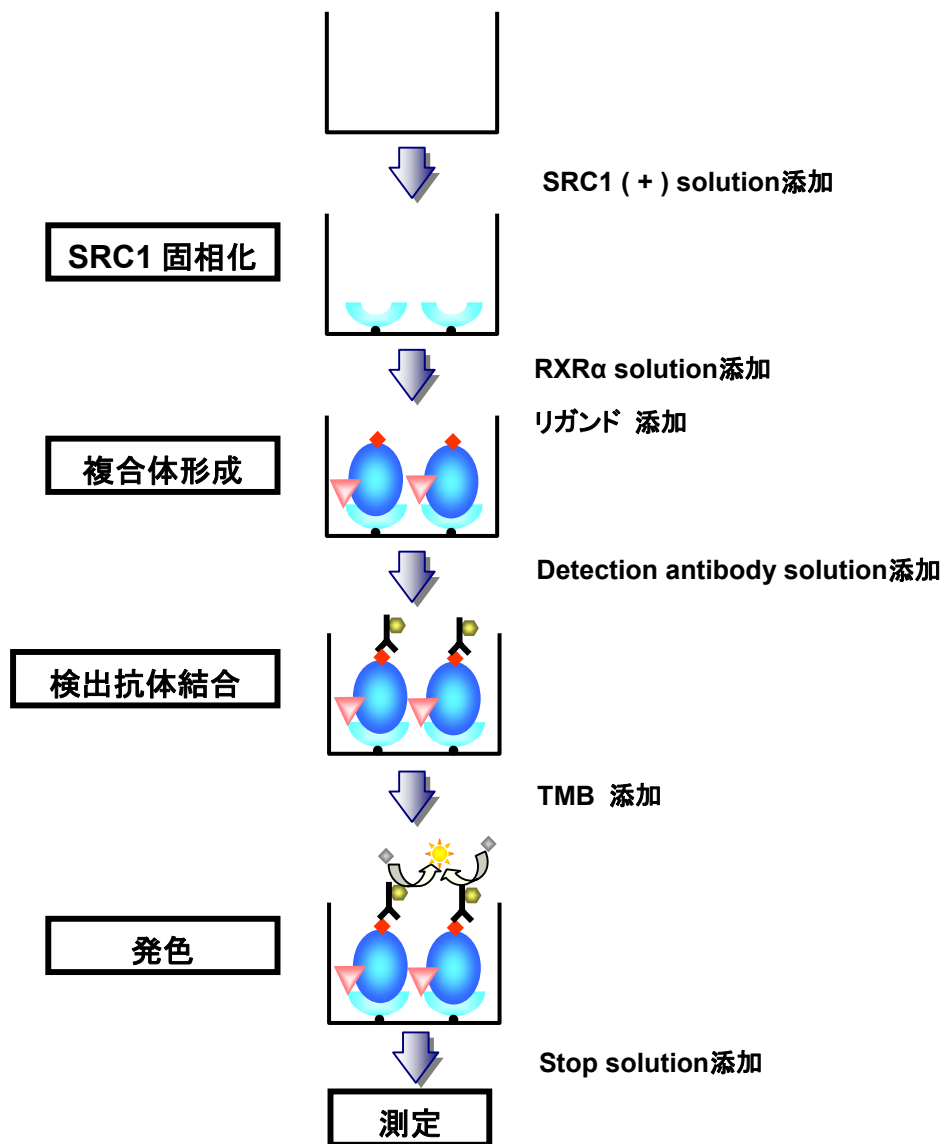 SRC1 ( + ) solution添加
SRC1 固相化
RXRα solution添加
リガンド 添加
複合体形成
Detection antibody solution添加
検出抗体結合
TMB 添加
発色
Stop solution添加
測定